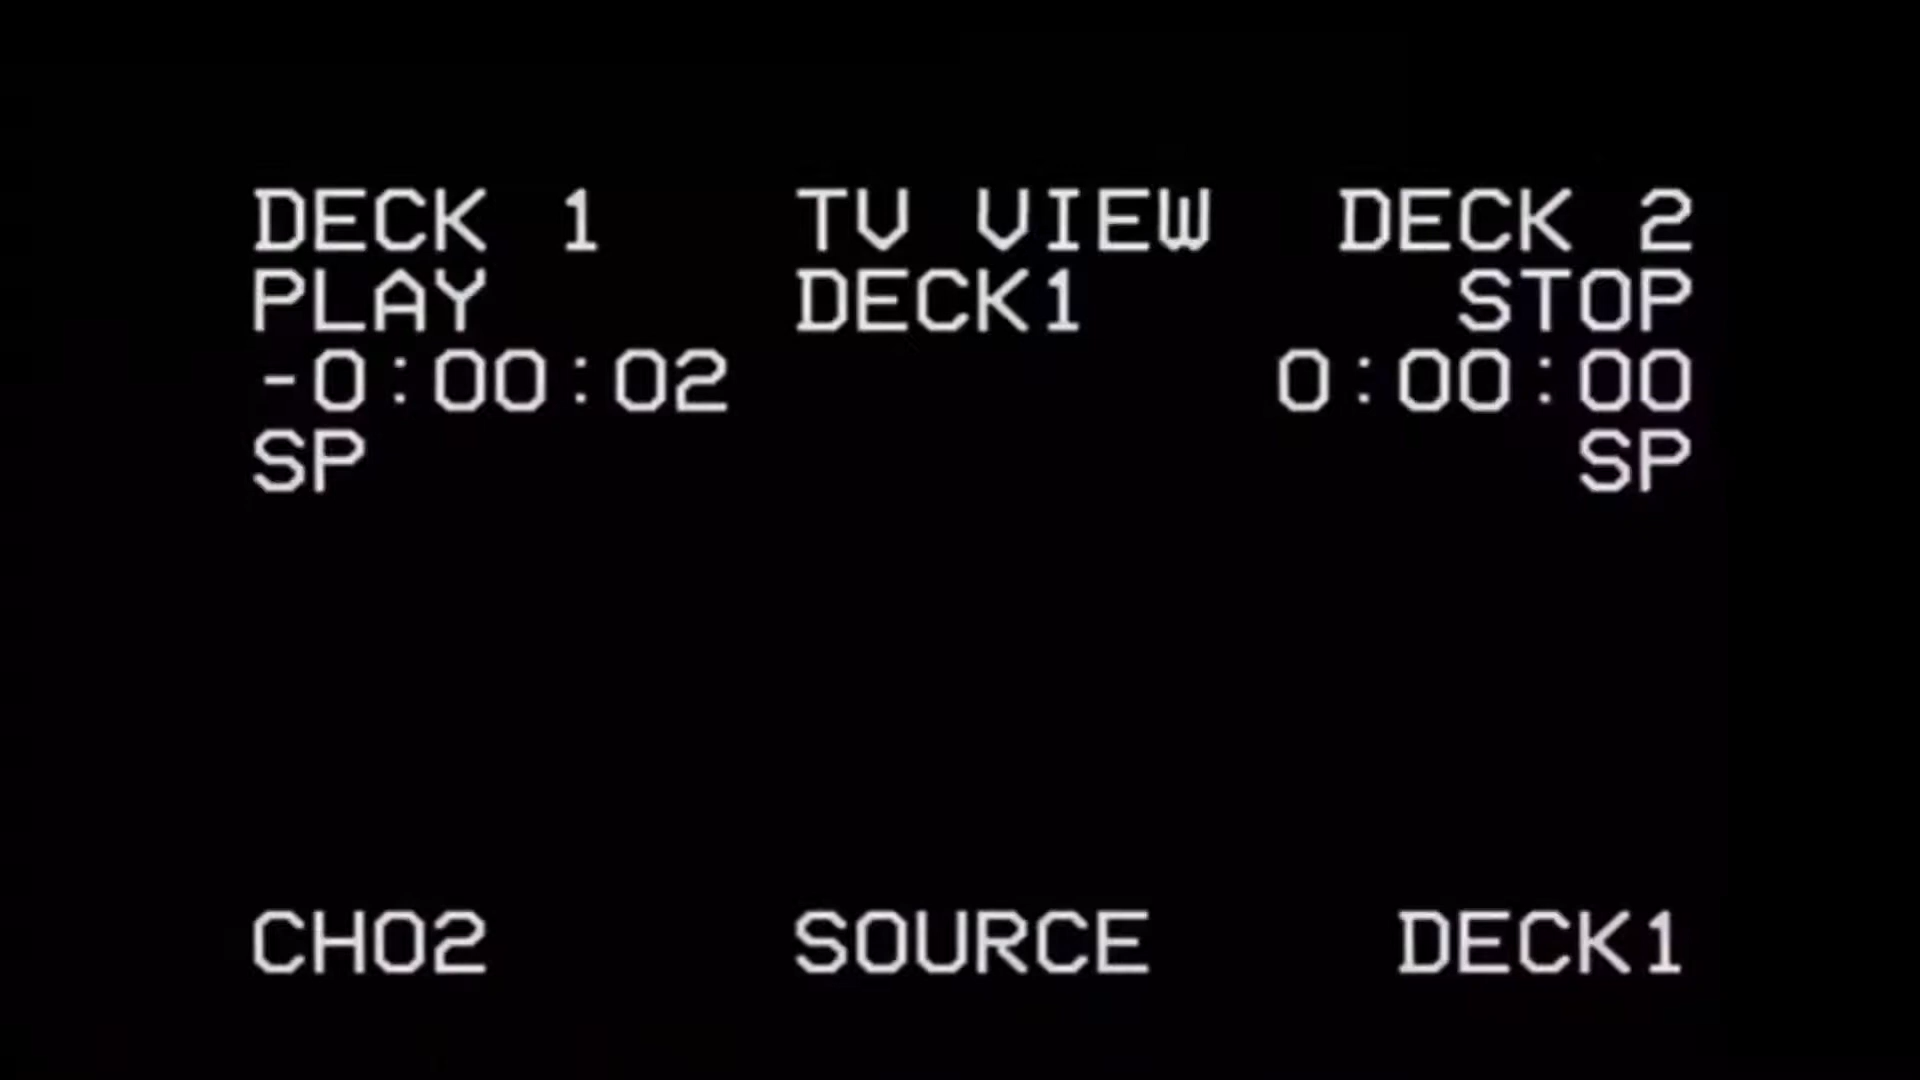 DECK 1 TV VIEW DECK 2
PLAY DECK1 STOP
-0:00:02 0:00:00
SP SP
CH02 SOURCE DECK1